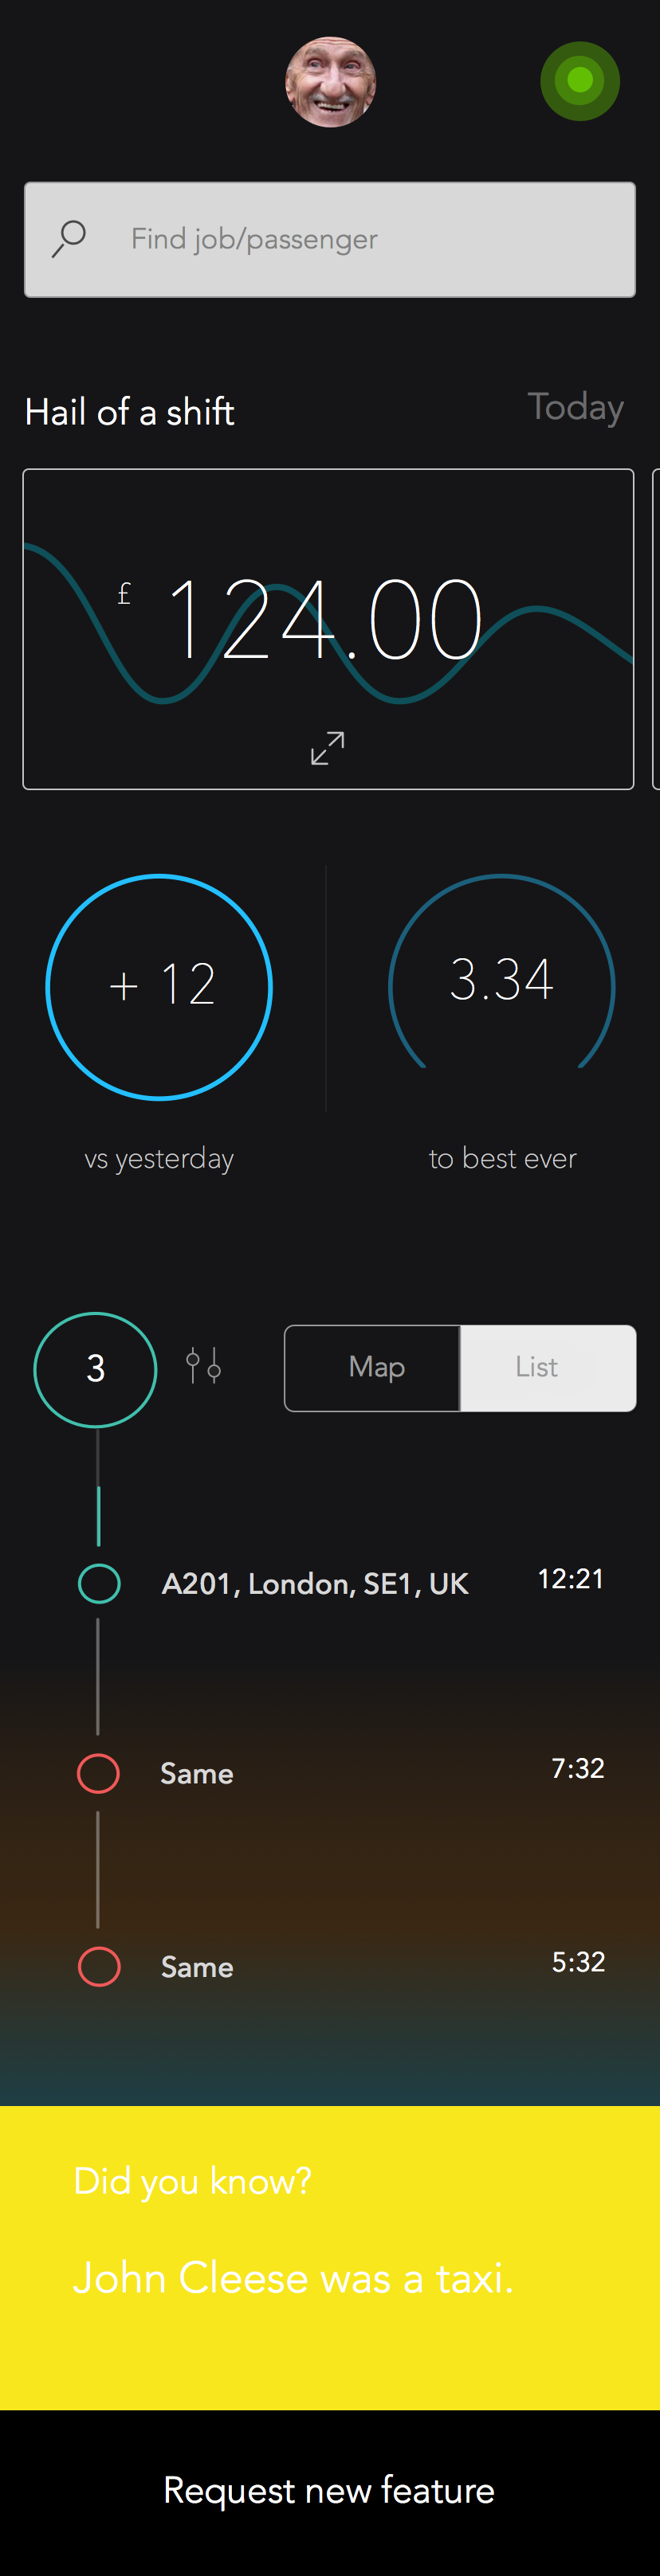 Find job/passenger
Hail of a shift
Today
£ 124.00
+ 12
3.34
vs yesterday
to best ever
3
Map
List
A201, London, SE1, UK
12:21
Same
7:32
Same
5:32
Did you know?
John Cleese was a taxi.
Request new feature